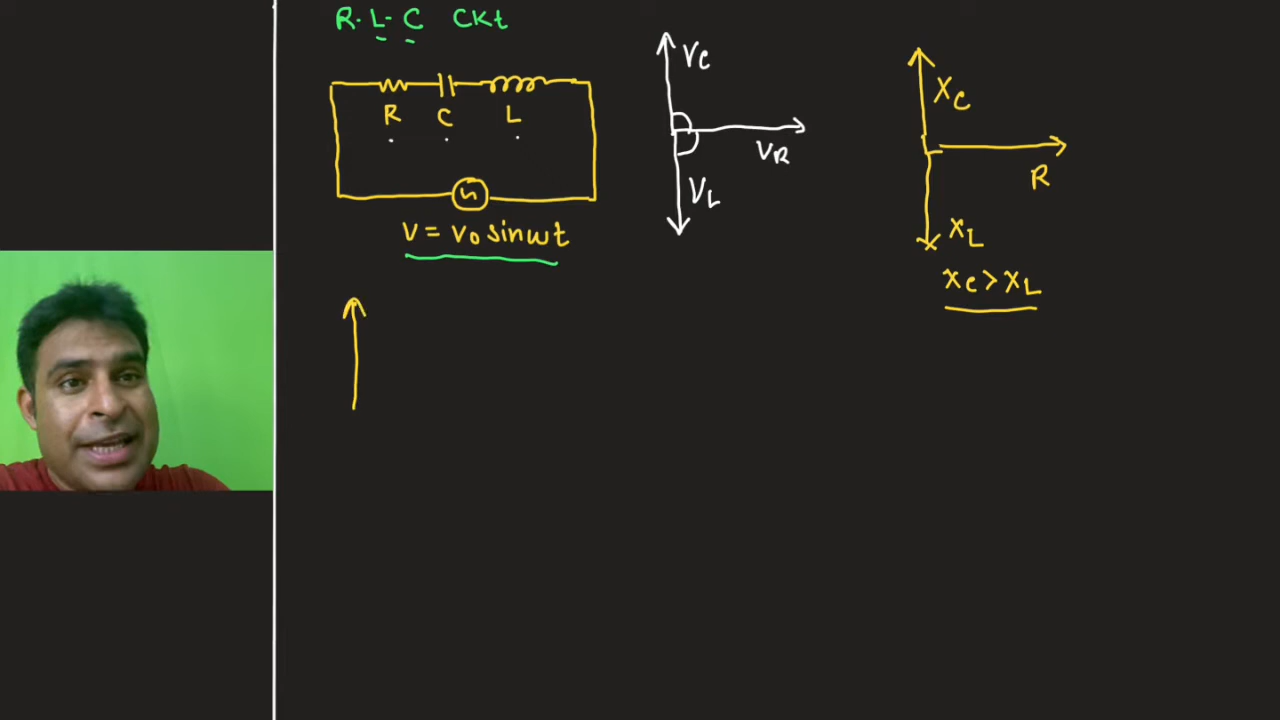 R-L-C CKt
R C L
V = V₀ sinωt
VC
VR
VL
XC
R
XL
XC > XL